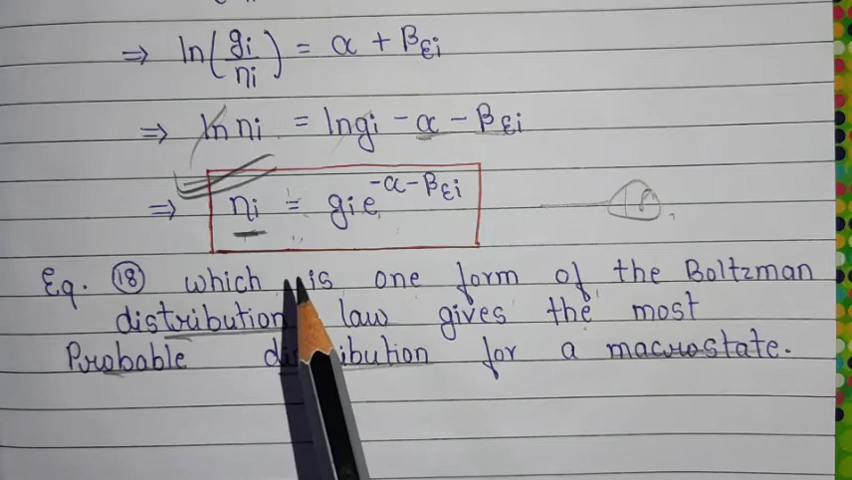 ⇒ ln(gi/ni) = α + βεi
⇒ ln ni = ln gi - α - βεi
⇒ ni = gie^-α-βεi
Eq. (18) which is one form of the Boltzman
distribution law gives the most
Probable distribution for a macrostate.